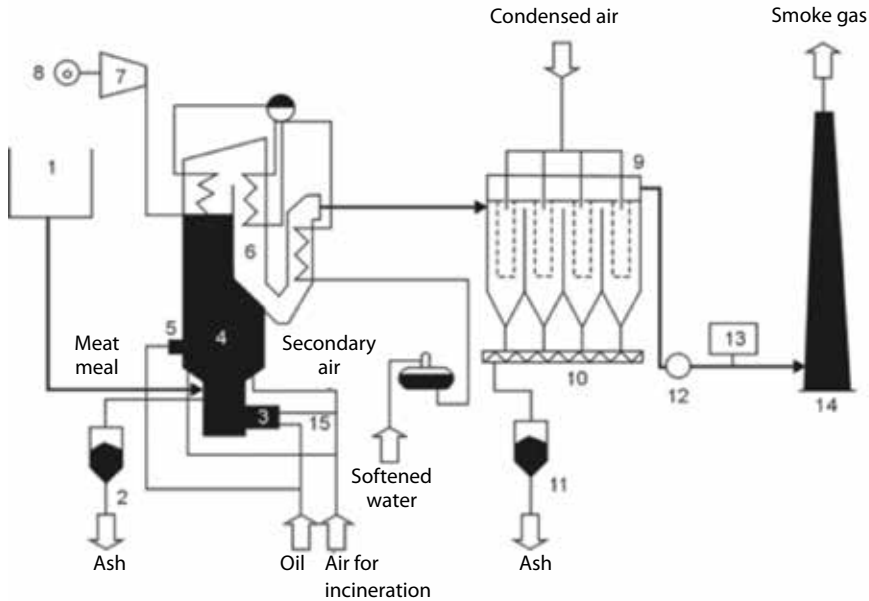 Condensed air
Smoke gas
8
7
1
9
6
5
4
Meat
meal
Secondary
air
13
10
12
14
3
15
2
Softened
water
11
Ash
Oil
Air for
incineration
Ash